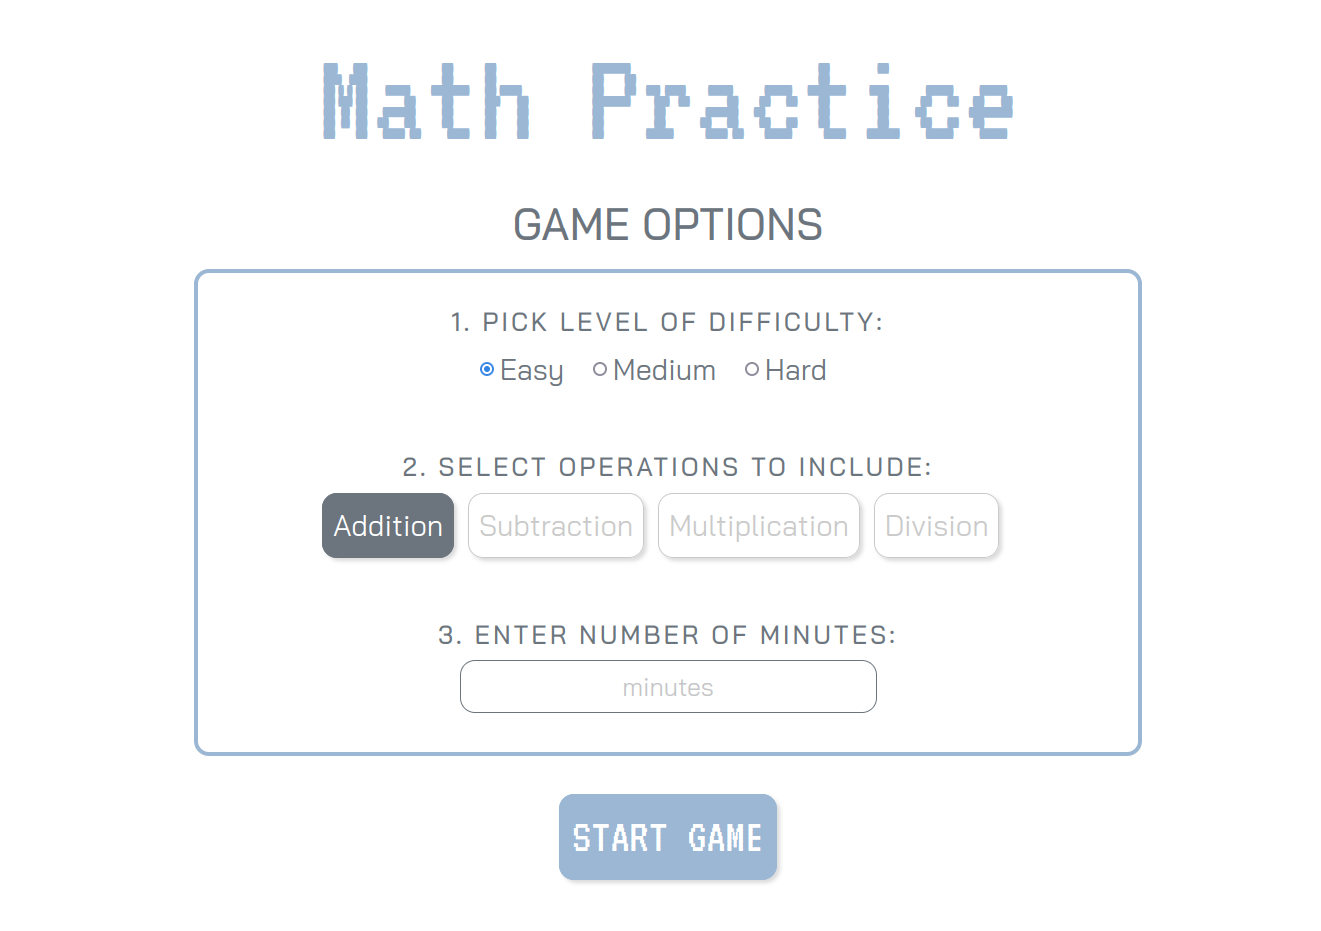 Math Practice
GAME OPTIONS
1. PICK LEVEL OF DIFFICULTY:
Easy Medium Hard
2. SELECT OPERATIONS TO INCLUDE:
Addition Subtraction Multiplication Division
3. ENTER NUMBER OF MINUTES:
minutes
START GAME